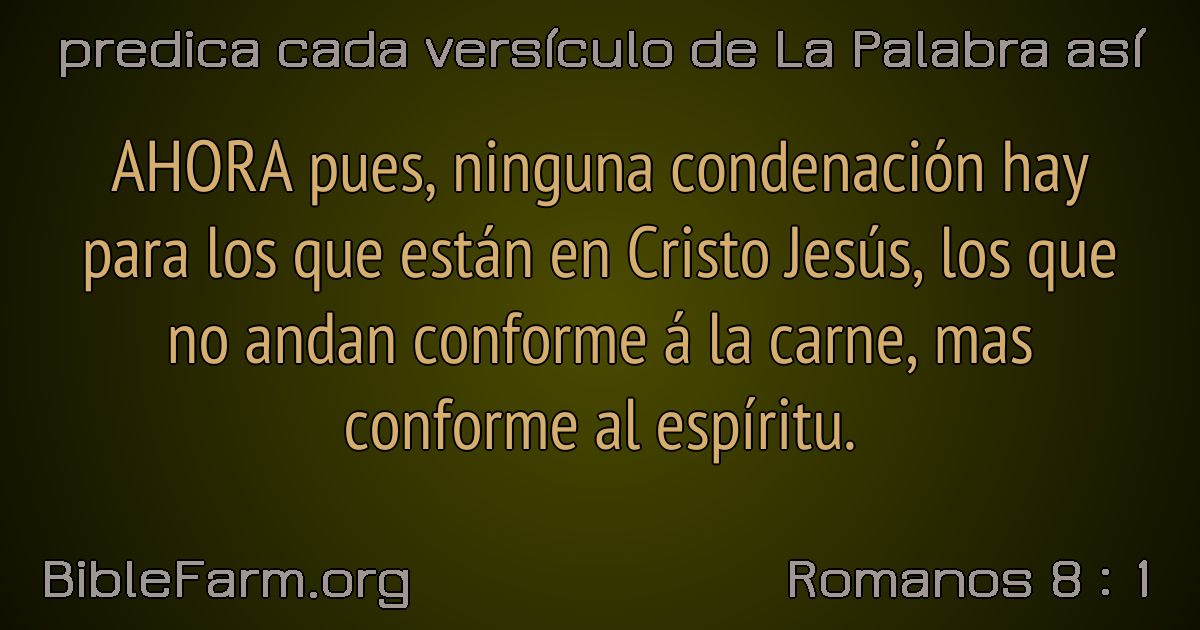 predica cada versículo de La Palabra así
AHORA pues, ninguna condenación hay
para los que están en Cristo Jesús, los que
no andan conforme á la carne, mas
conforme al espíritu.
BibleFarm.org
Romanos 8 : 1